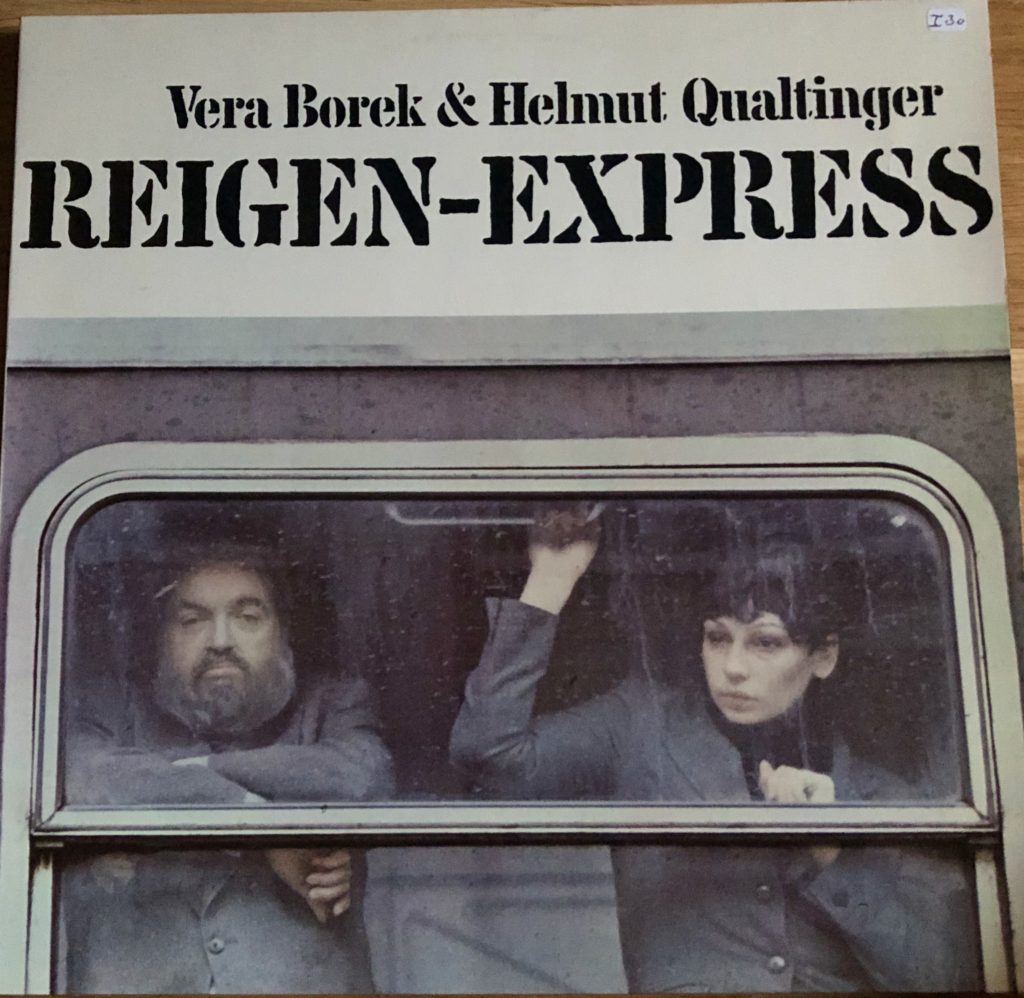 I30
Vera Borek & Helmut Qualtinger
REIGEN-EXPRESS